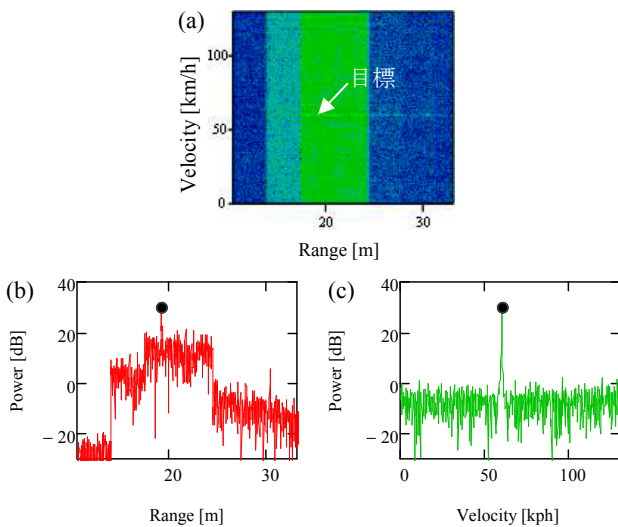 (a)
Velocity [km/h]
100
50
0
目標
20
30
Range [m]
(b)
Power [dB]
40
20
0
−20
20
30
Range [m]
(c)
Power [dB]
40
20
0
−20
0
50
100
Velocity [kph]